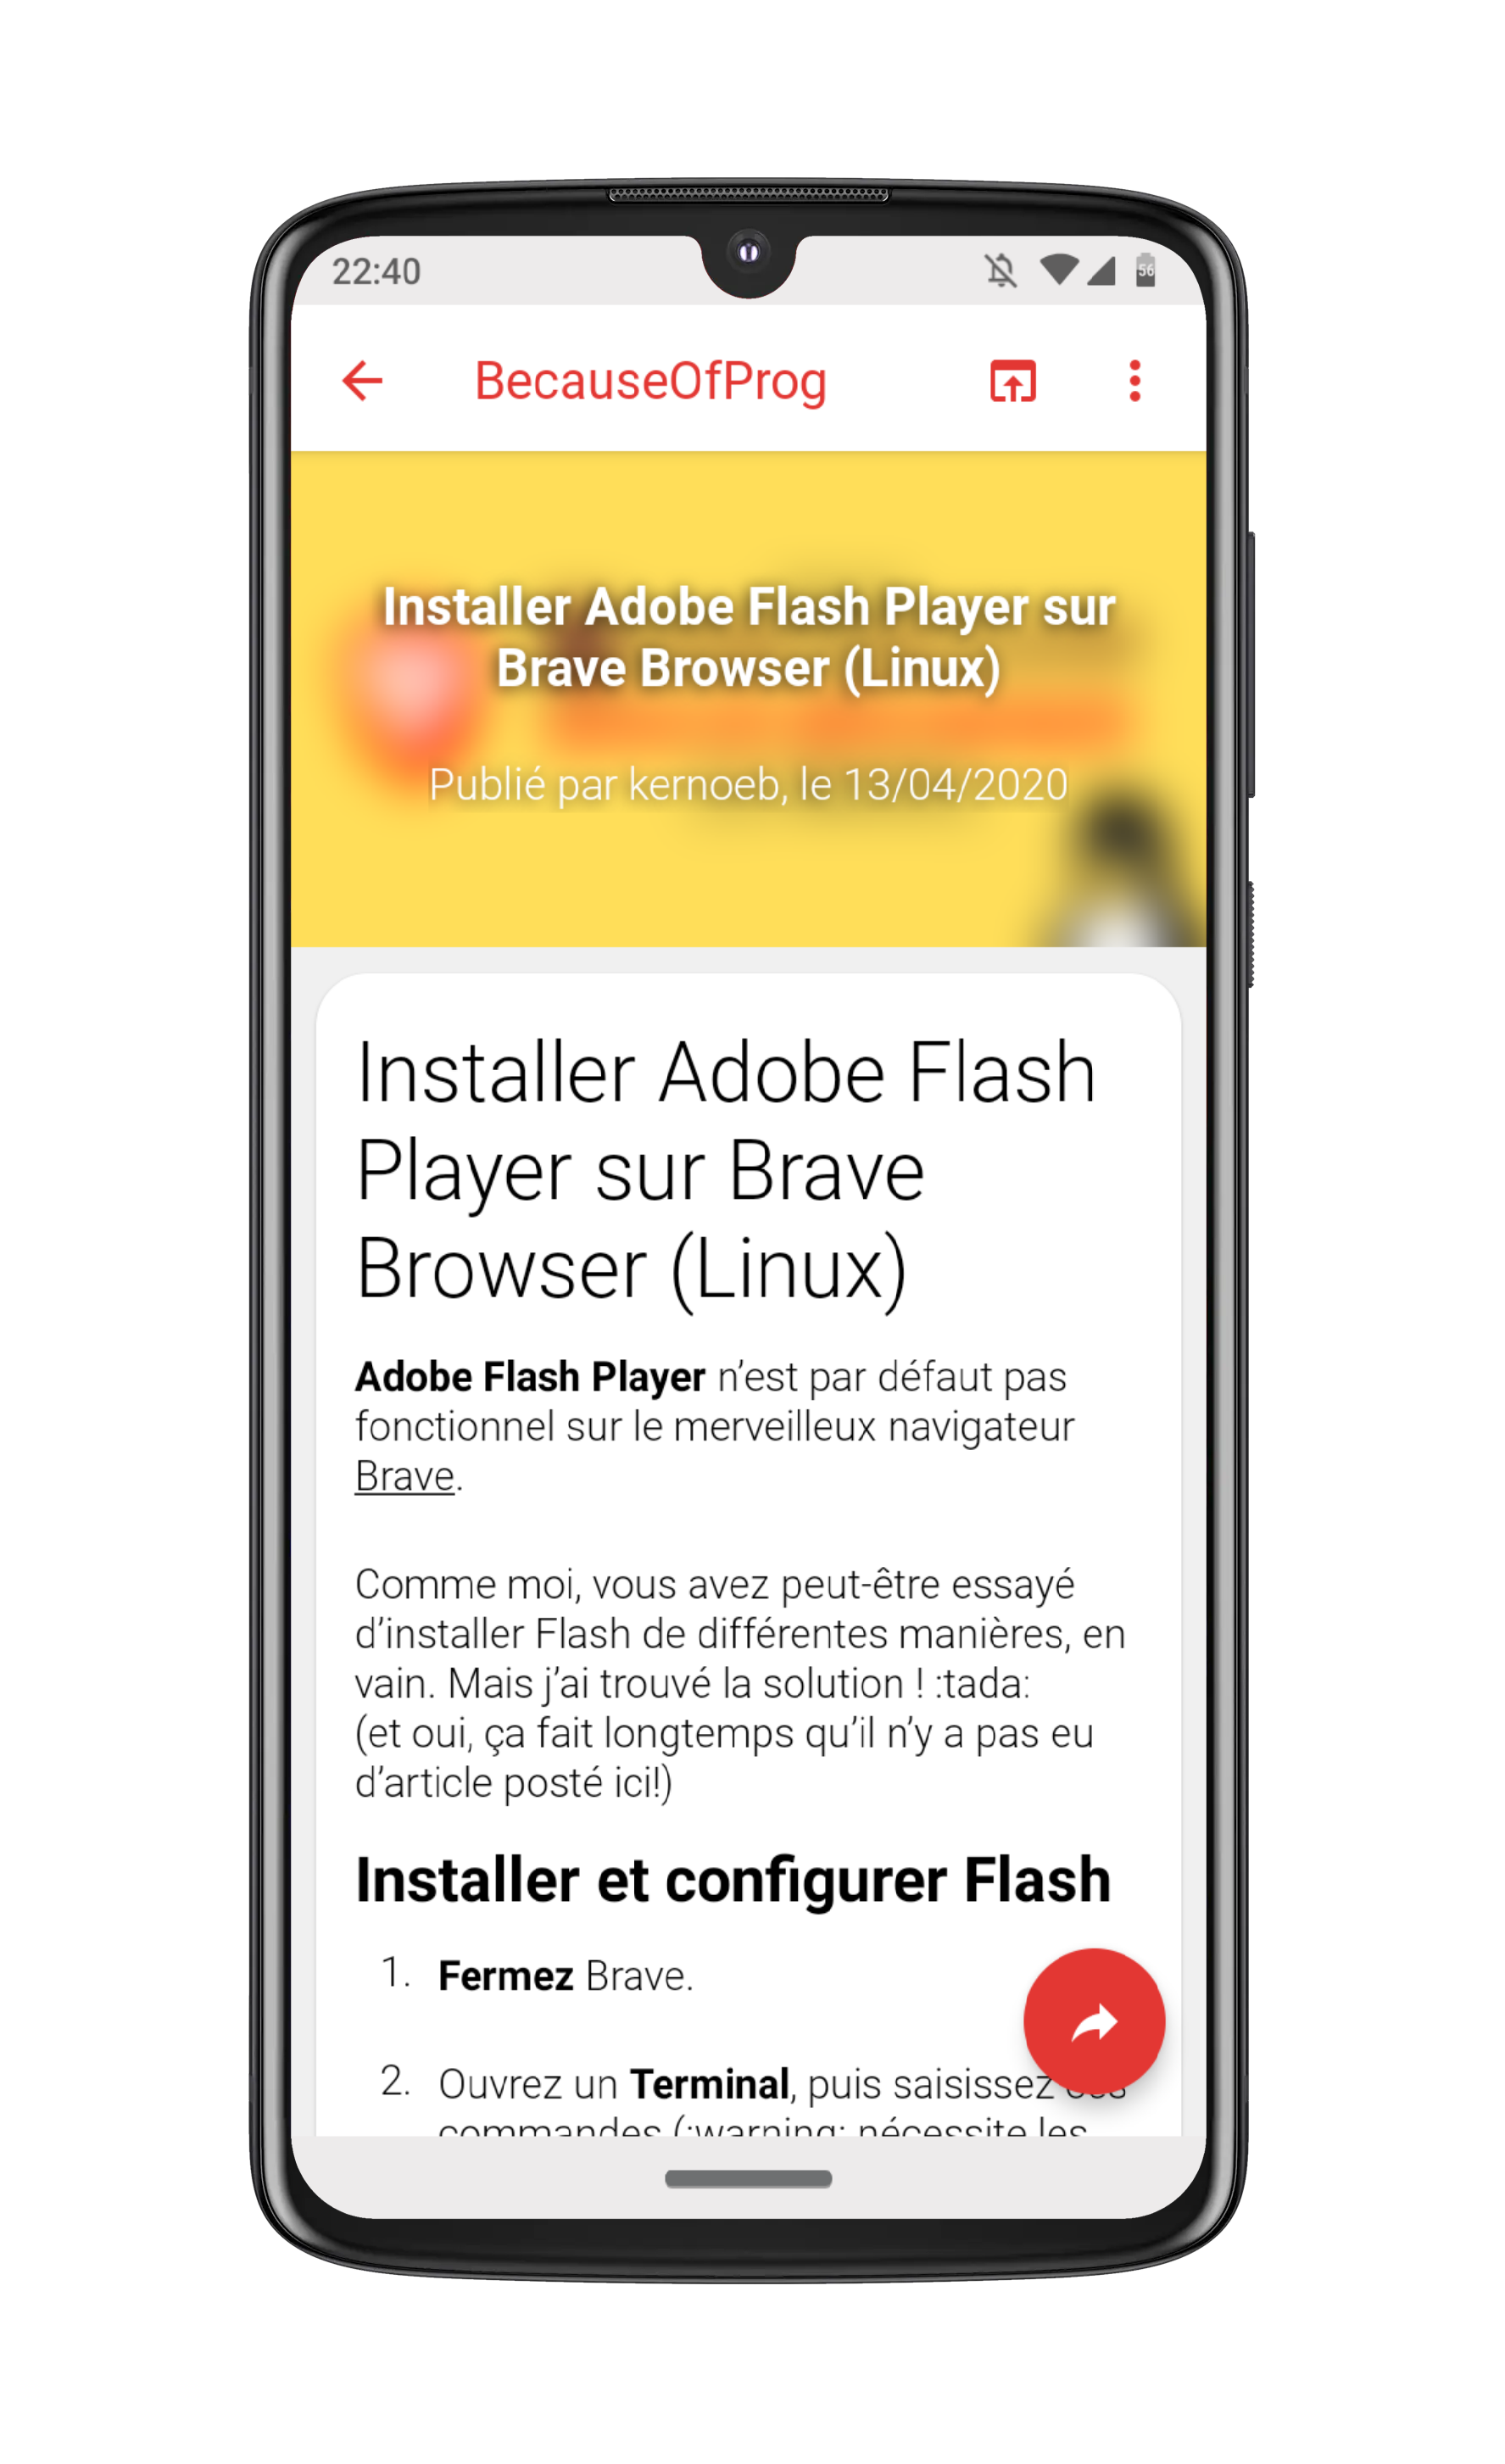 22:40
56
BecauseOfProg
Installer Adobe Flash Player sur
Brave Browser (Linux)
Publié par kernoeb, le 13/04/2020
Installer Adobe Flash
Player sur Brave
Browser (Linux)
Adobe Flash Player n’est par défaut pas
fonctionnel sur le merveilleux navigateur
Brave.
Comme moi, vous avez peut-être essayé
d’installer Flash de différentes manières, en
vain. Mais j’ai trouvé la solution ! :tada:
(et oui, ça fait longtemps qu’il n’y a pas eu
d’article posté ici!)
Installer et configurer Flash
1. Fermez Brave.
2. Ouvrez un Terminal, puis saisissez
commandes (:warning: nécessite les